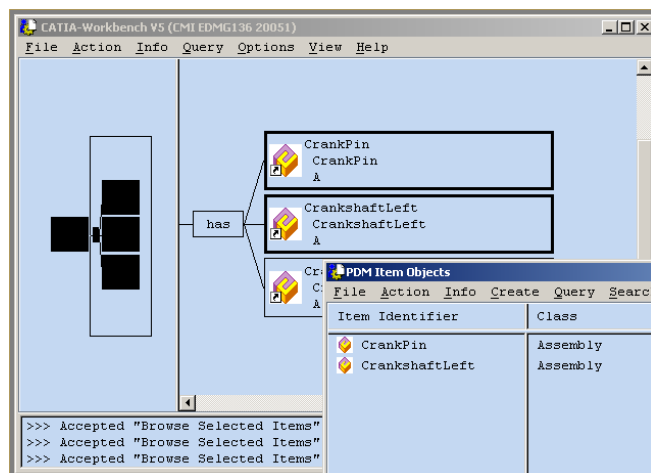 CATIA-Workbench V5 (CMI EDMG136 20051)
File Action Info Query Options View Help
CrankPin
CrankPin
A
has
CrankshaftLeft
CrankshaftLeft
A
A
PDM Item Objects
File Action Info Create Query
Item Identifier Class
CrankPin Assembly
CrankshaftLeft Assembly
>>> Accepted "Browse Selected Items"
>>> Accepted "Browse Selected Items"
>>> Accepted "Browse Selected Items"